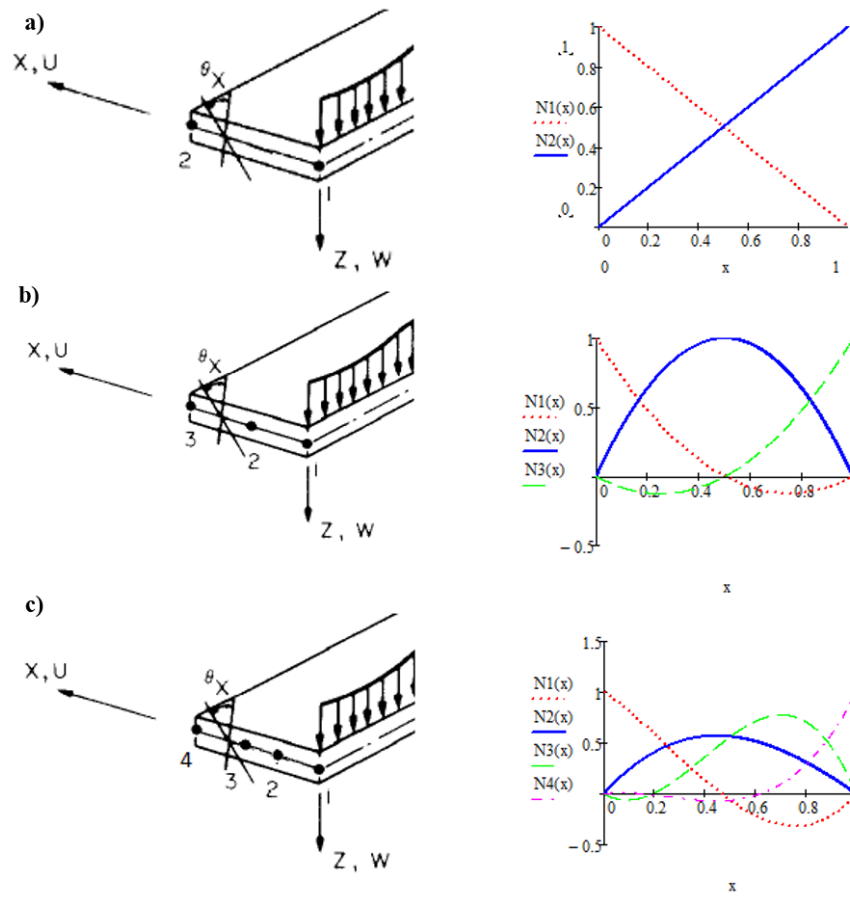 a)
X, U
θX
2
1
Z, W
1
1
0.8
N1(x)
0.6
N2(x)
0.4
0.2
0
0 0.2 0.4 0.6 0.8
0 x 1
b)
X, U
θX
3
2
1
Z, W
1
N1(x)
0.5
N2(x)
N3(x)
0 0.2 0.4 0.6 0.8
− 0.5
x
c)
X, U
θX
4
3
2
1
Z, W
1.5
N1(x)
1
N2(x)
N3(x)
0.5
N4(x)
0 0.2 0.4 0.6 0.8
− 0.5
x